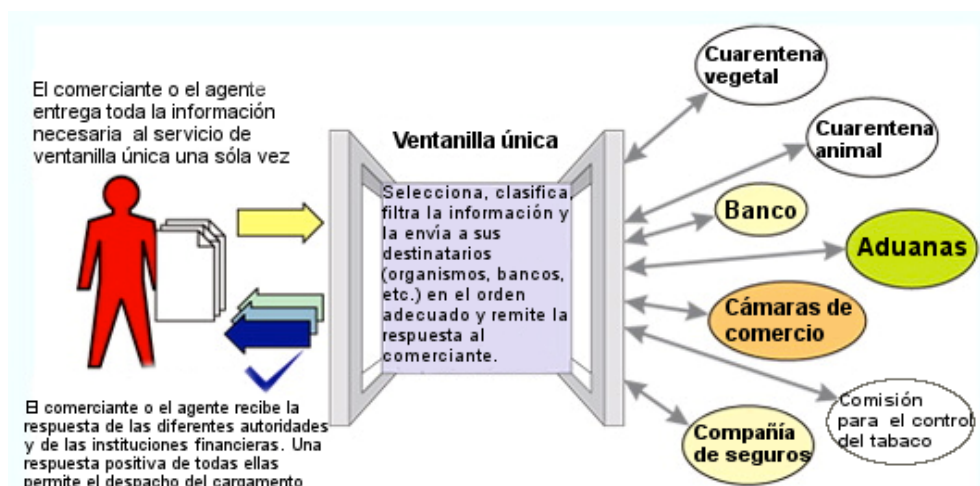 El comerciante o el agente
entrega toda la información
necesaria al servicio de
ventanilla única una sóla vez
Ventanilla única
Selecciona, clasifica,
filtra la información y
la envía a sus
destinatarios
(organismos, bancos,
etc.) en el orden
adecuado y remite la
respuesta al
comerciante.
Cuarentena
vegetal
Cuarentena
animal
Banco
Aduanas
Cámaras de
comercio
Comisión
para el control
del tabaco
Compañía
de seguros
El comerciante o el agente recibe la
respuesta de las diferentes autoridades
y de las instituciones financieras. Una
respuesta positiva de todas ellas
permite el despacho del cargamento